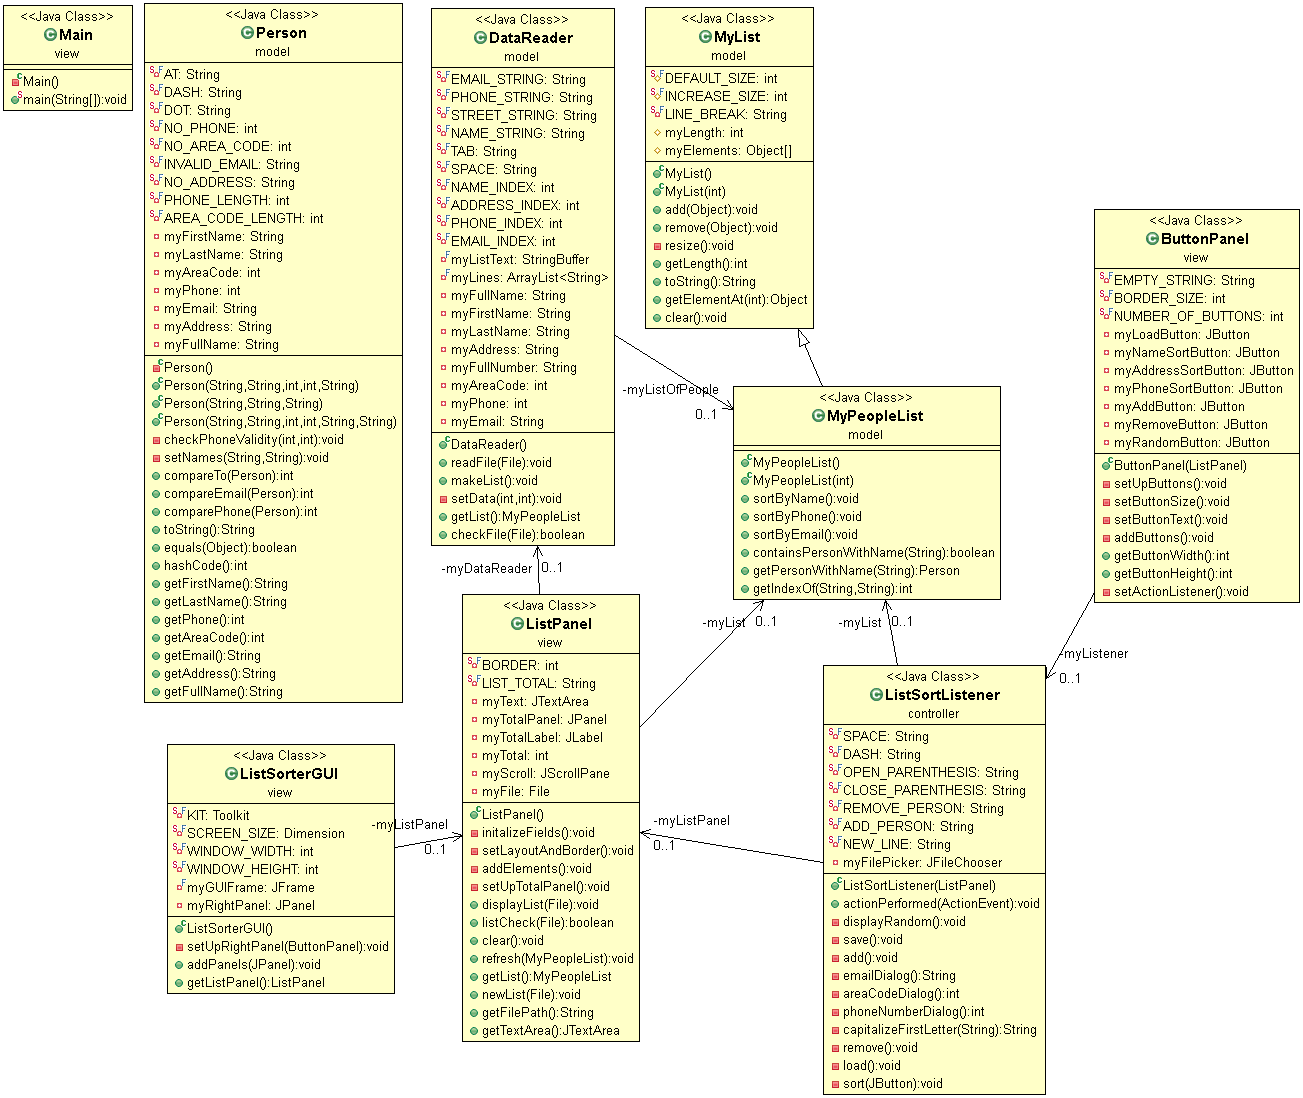 <<Java Class>>
Main
view
Main()
main(String[]):void
<<Java Class>>
Person
model
AT: String
DASH: String
DOT: String
NO_PHONE: int
NO_AREA_CODE: int
INVALID_EMAIL: String
NO_ADDRESS: String
PHONE_LENGTH: int
AREA_CODE_LENGTH: int
myFirstName: String
myLastName: String
myAreaCode: int
myPhone: int
myEmail: String
myAddress: String
myFullName: String
Person()
Person(String,String,int,int,String)
Person(String,String,String)
Person(String,String,int,int,String,String)
checkPhoneValidity(int,int):void
setNames(String,String):void
compareTo(Person):int
compareEmail(Person):int
comparePhone(Person):int
toString():String
equals(Object):boolean
hashCode():int
getFirstName():String
getLastName():String
getPhone():int
getAreaCode():int
getEmail():String
getAddress():String
getFullName():String
<<Java Class>>
DataReader
model
EMAIL_STRING: String
PHONE_STRING: String
STREET_STRING: String
NAME_STRING: String
TAB: String
SPACE: String
NAME_INDEX: int
ADDRESS_INDEX: int
PHONE_INDEX: int
EMAIL_INDEX: int
myListText: StringBuffer
myLines: ArrayList<String>
myFullName: String
myFirstName: String
myLastName: String
myAddress: String
myFullNumber: String
myAreaCode: int
myPhone: int
myEmail: String
DataReader()
readFile(File):void
makeList():void
setData(int,int):void
getList():MyPeopleList
checkFile(File):boolean
<<Java Class>>
MyList
model
DEFAULT_SIZE: int
INCREASE_SIZE: int
LINE_BREAK: String
myLength: int
myElements: Object[]
MyList()
MyList(int)
add(Object):void
remove(Object):void
resize():void
getLength():int
toString():String
getElementAt(int):Object
clear():void
-myListOfPeople
0..1
<<Java Class>>
MyPeopleList
model
MyPeopleList()
MyPeopleList(int)
sortByName():void
sortByPhone():void
sortByEmail():void
containsPersonWithName(String):boolean
getPersonWithName(String):Person
getIndexOf(String,String):int
<<Java Class>>
ButtonPanel
view
EMPTY_STRING: String
BORDER_SIZE: int
NUMBER_OF_BUTTONS: int
myLoadButton: JButton
myNameSortButton: JButton
myAddressSortButton: JButton
myPhoneSortButton: JButton
myAddButton: JButton
myRemoveButton: JButton
myRandomButton: JButton
ButtonPanel(ListPanel)
setUpButtons():void
setButtonSize():void
setButtonText():void
addButtons():void
getButtonWidth():int
getButtonHeight():int
setActionListener():void
-myDataReader
0..1
-myList
0..1
-myList
0..1
-myListener
0..1
<<Java Class>>
ListPanel
view
BORDER: int
LIST_TOTAL: String
myText: JTextArea
myTotalPanel: JPanel
myTotalLabel: JLabel
myTotal: int
myScroll: JScrollPane
myFile: File
ListPanel()
initalizeFields():void
setLayoutAndBorder():void
addElements():void
setUpTotalPanel():void
displayList(File):void
listCheck(File):boolean
clear():void
refresh(MyPeopleList):void
getList():MyPeopleList
newList(File):void
getFilePath():String
getTextArea():JTextArea
<<Java Class>>
ListSorterGUI
view
KIT: Toolkit
SCREEN_SIZE: Dimension
WINDOW_WIDTH: int
WINDOW_HEIGHT: int
myGUIFrame: JFrame
myRightPanel: JPanel
ListSorterGUI()
setUpRightPanel(ButtonPanel):void
addPanels(JPanel):void
getListPanel():ListPanel
-myListPanel
0..1
-myListPanel
0..1
<<Java Class>>
ListSortListener
controller
SPACE: String
DASH: String
OPEN_PARENTHESIS: String
CLOSE_PARENTHESIS: String
REMOVE_PERSON: String
ADD_PERSON: String
NEW_LINE: String
myFilePicker: JFileChooser
ListSortListener(ListPanel)
actionPerformed(ActionEvent):void
displayRandom():void
save():void
add():void
emailDialog():String
areaCodeDialog():int
phoneNumberDialog():int
capitalizeFirstLetter(String):String
remove():void
load():void
sort(JButton):void